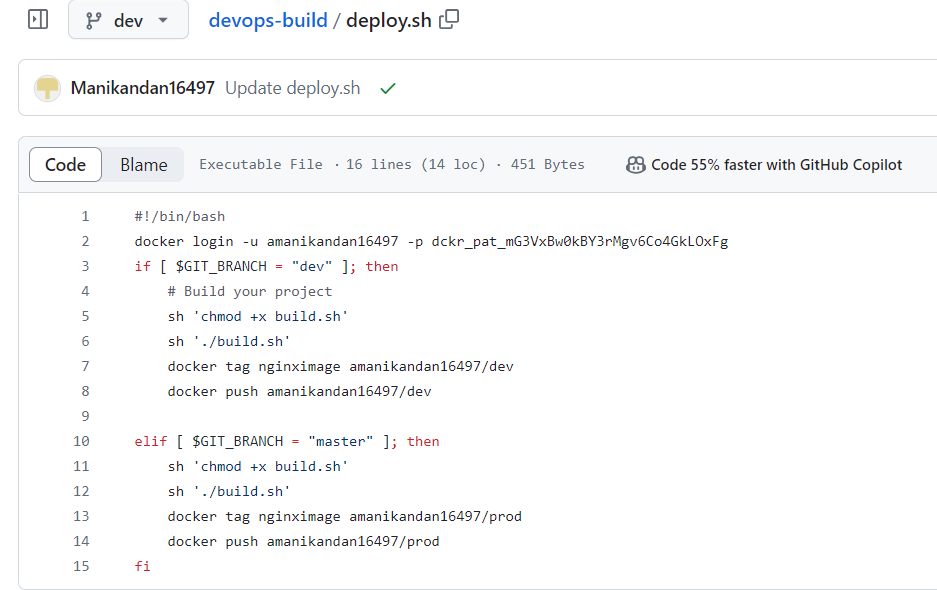 dev
devops-build / deploy.sh
Manikandan16497 Update deploy.sh
Code Blame Executable File · 16 lines (14 loc) · 451 Bytes Code 55% faster with GitHub Copilot
1 #!/bin/bash
2 docker login -u amanikandan16497 -p dckr_pat_mG3VxBw0kBY3rMgv6Co4GkLOxFg
3 if [ $GIT_BRANCH = "dev" ]; then
4 # Build your project
5 sh 'chmod +x build.sh'
6 sh './build.sh'
7 docker tag nginximage amanikandan16497/dev
8 docker push amanikandan16497/dev
9
10 elif [ $GIT_BRANCH = "master" ]; then
11 sh 'chmod +x build.sh'
12 sh './build.sh'
13 docker tag nginximage amanikandan16497/prod
14 docker push amanikandan16497/prod
15 fi